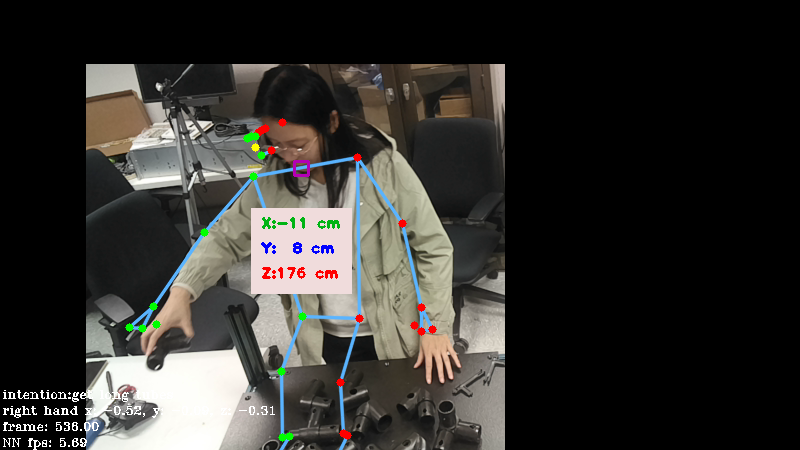 X:-11 cm
Y: 8 cm
Z:176 cm
intention:get
right hand x:-0.52, -0.31
frame: 536.00
NN fps: 5.69